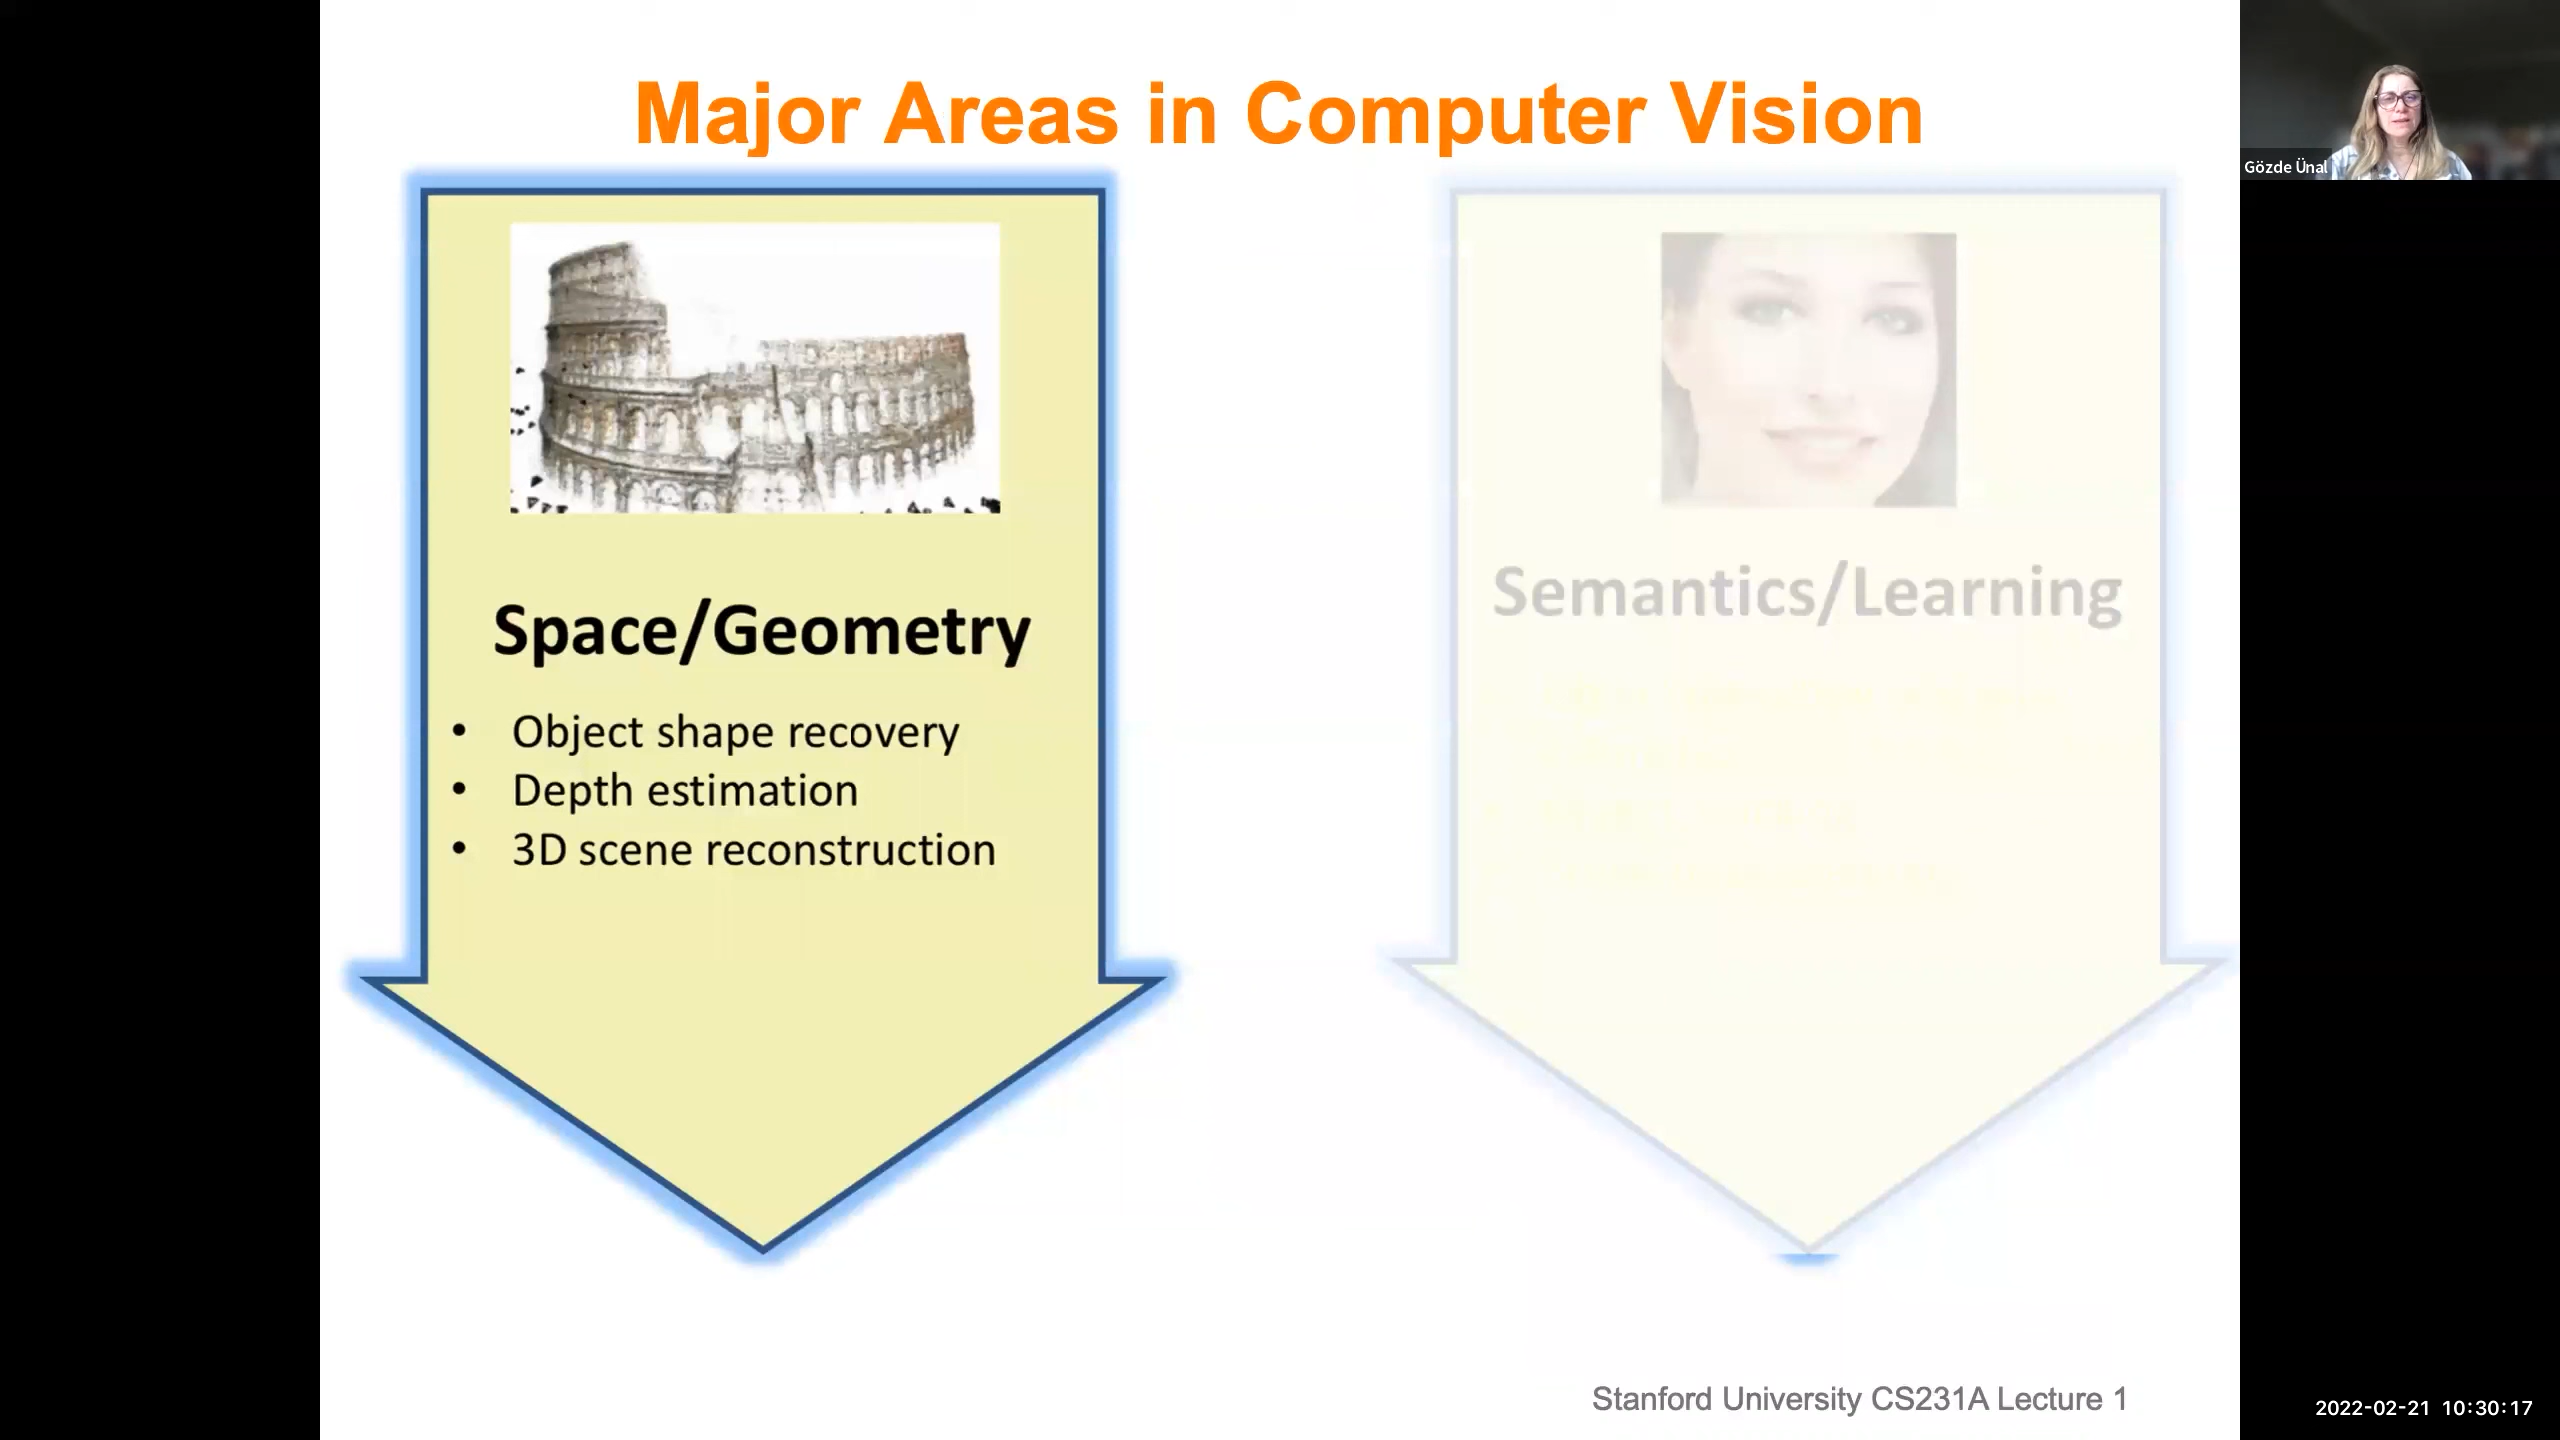 Major Areas in Computer Vision
Gözde Ünal
Space/Geometry
• Object shape recovery
• Depth estimation
• 3D scene reconstruction
Semantics/Learning
Stanford University CS231A Lecture 1
2022-02-21 10:30:17